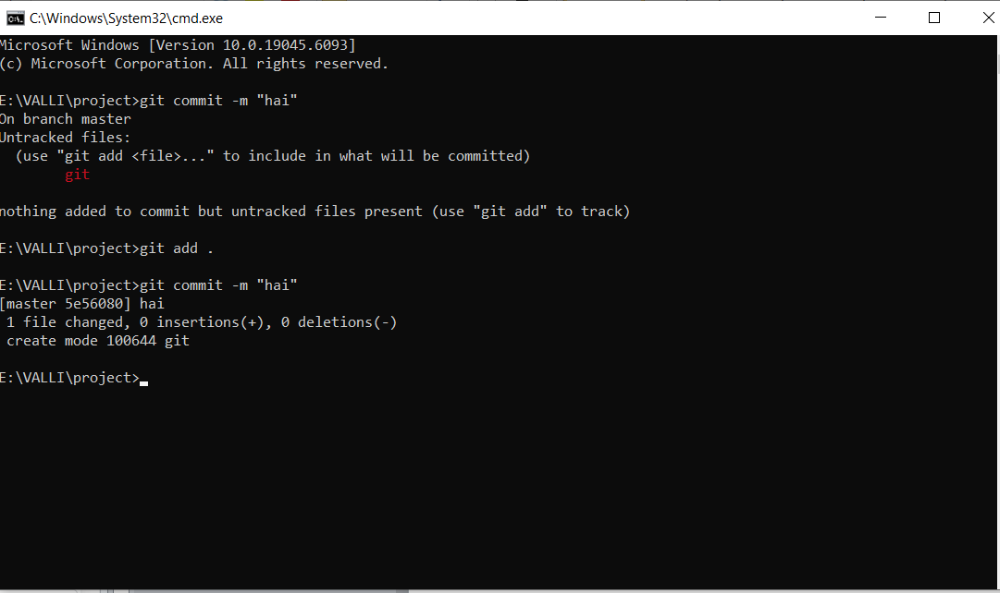 C:\Windows\System32\cmd.exe
Microsoft Windows [Version 10.0.19045.6093]
(c) Microsoft Corporation. All rights reserved.
E:\VALLI\project>git commit -m "hai"
On branch master
Untracked files:
  (use "git add <file>..." to include in what will be committed)
        git
nothing added to commit but untracked files present (use "git add" to track)
E:\VALLI\project>git add .
E:\VALLI\project>git commit -m "hai"
[master 5e56080] hai
 1 file changed, 0 insertions(+), 0 deletions(-)
 create mode 100644 git
E:\VALLI\project>